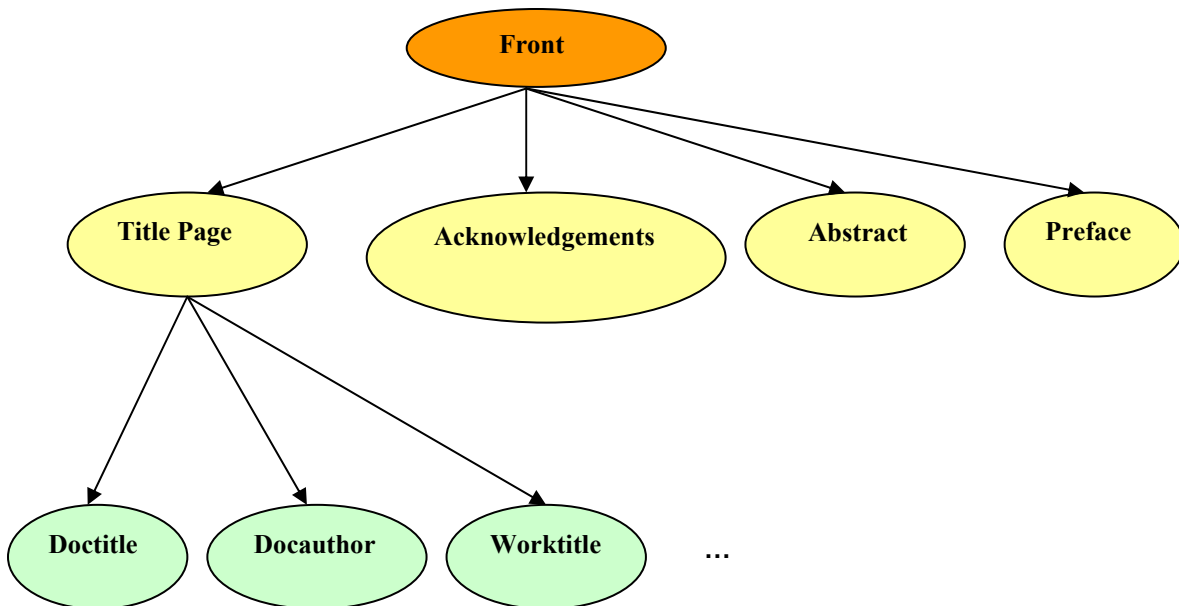 Front
Title Page
Acknowledgements
Abstract
Preface
Doctitle
Docauthor
Worktitle
...